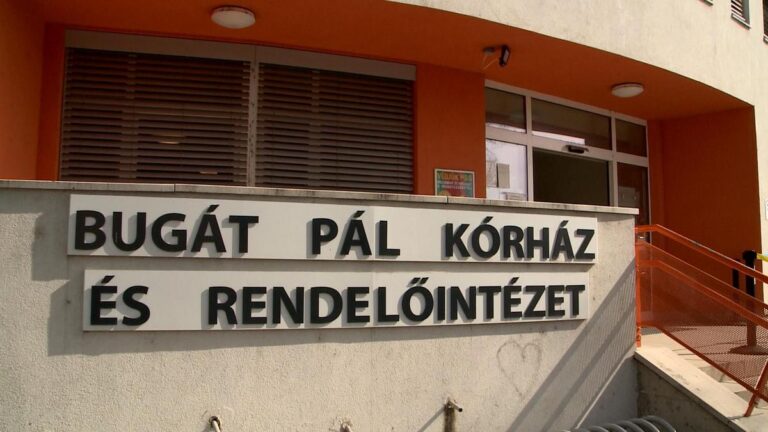 BUGÁT PÁL KÓRHÁZ
ÉS RENDELŐINTÉZET